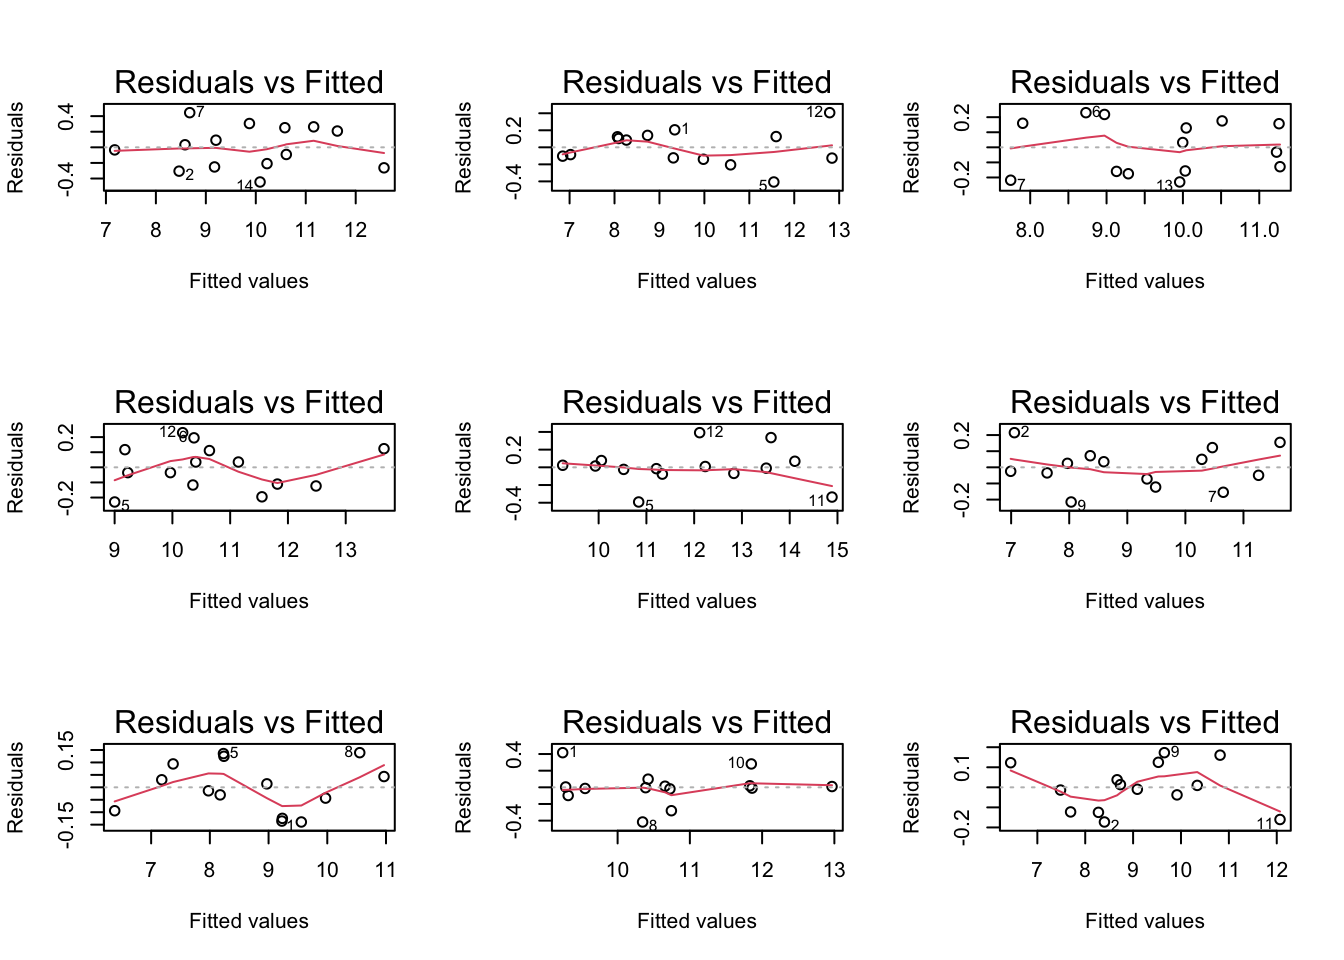 Residuals vs Fitted
Residuals
0.4
-0.4
7
2
14
7 8 9 10 11 12
Fitted values
Residuals vs Fitted
Residuals
0.2
-0.4
12
1
5
7 8 9 10 11 12 13
Fitted values
Residuals vs Fitted
Residuals
0.2
-0.2
6
7
13
8.0 9.0 10.0 11.0
Fitted values
Residuals vs Fitted
Residuals
0.2
-0.2
12
6
5
9 10 11 12 13
Fitted values
Residuals vs Fitted
Residuals
0.2
-0.4
12
5
11
10 11 12 13 14 15
Fitted values
Residuals vs Fitted
Residuals
0.2
-0.2
2
9
7
7 8 9 10 11
Fitted values
Residuals vs Fitted
Residuals
0.15
-0.15
5
8
1
7 8 9 10 11
Fitted values
Residuals vs Fitted
Residuals
0.4
-0.4
1
10
8
10 11 12 13
Fitted values
Residuals vs Fitted
Residuals
0.1
-0.2
9
2
11
7 8 9 10 11 12
Fitted values